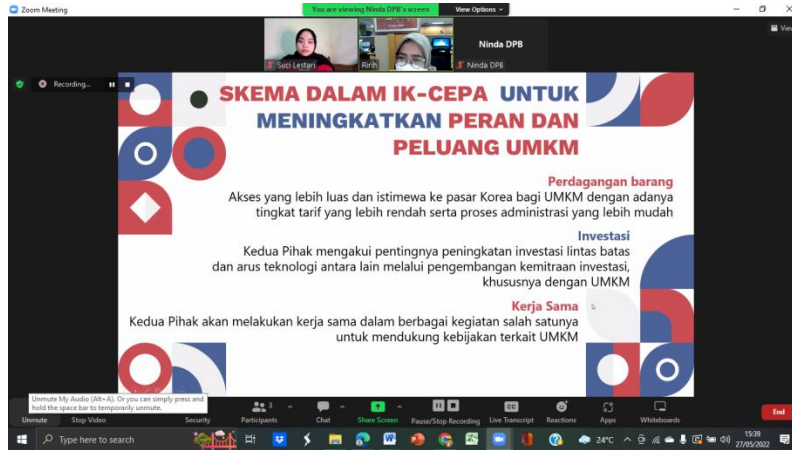 Zoom Meeting
You are viewing Ninda DPB's screen
View Options
View
Suci Lestari
Ririh
Ninda DPB
Ninda DPB
Recording...
SKEMA DALAM IK-CEPA UNTUK
MENINGKATKAN PERAN DAN
PELUANG UMKM
Perdagangan barang
Akses yang lebih luas dan istimewa ke pasar Korea bagi UMKM dengan adanya
tingkat tarif yang lebih rendah serta proses administrasi yang lebih mudah
Investasi
Kedua Pihak mengakui pentingnya peningkatan investasi lintas batas
dan arus teknologi antara lain melalui pengembangan kemitraan investasi,
khususnya dengan UMKM
Kerja Sama
Kedua Pihak akan melakukan kerja sama dalam berbagai kegiatan salah satunya
untuk mendukung kebijakan terkait UMKM
Unmute My Audio (Alt+A). Or you can simply press and
hold the space bar to temporarily unmute.
3
CC
Unmute
Stop Video
Security
Participants
Chat
Share Screen
Pause/Stop Recording
Live Transcript
Reactions
Apps
Whiteboards
End
Type here to search
24°C
15:39
27/05/2022